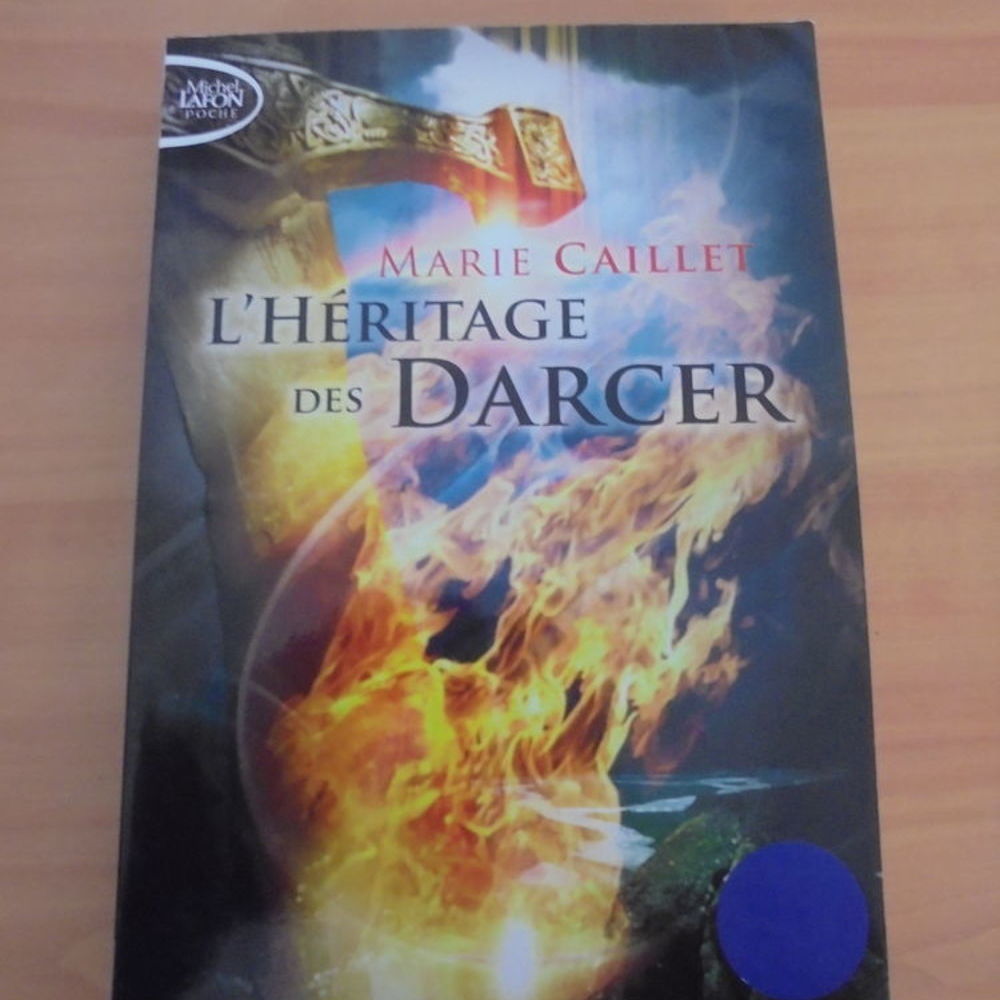 Michel
LAFON
POCHE
MARIE CAILLET
L'HÉRITAGE
DES DARCER